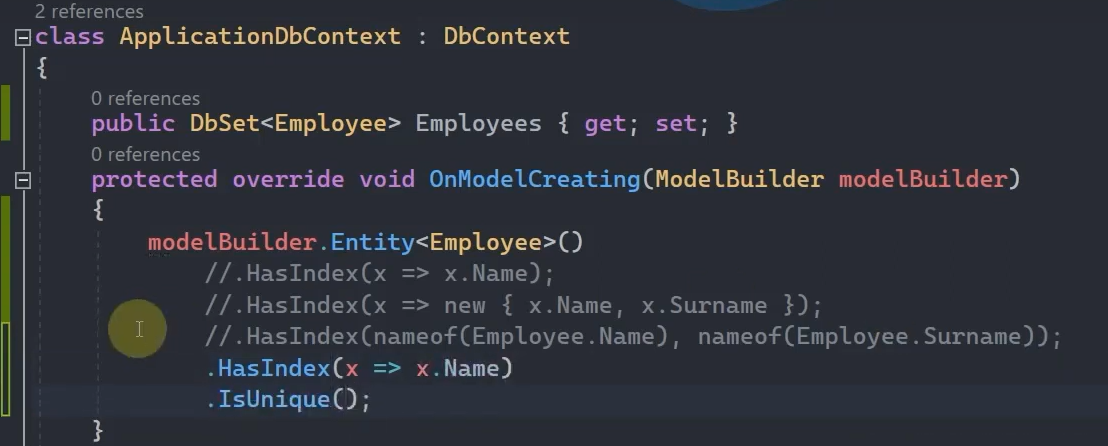 2 references
class ApplicationDbContext : DbContext
{
0 references
public DbSet<Employee> Employees { get; set; }
0 references
protected override void OnModelCreating(ModelBuilder modelBuilder)
{
modelBuilder.Entity<Employee>()
//.HasIndex(x => x.Name);
//.HasIndex(x => new { x.Name, x.Surname });
//.HasIndex(nameof(Employee.Name), nameof(Employee.Surname));
.HasIndex(x => x.Name)
.IsUnique();
}